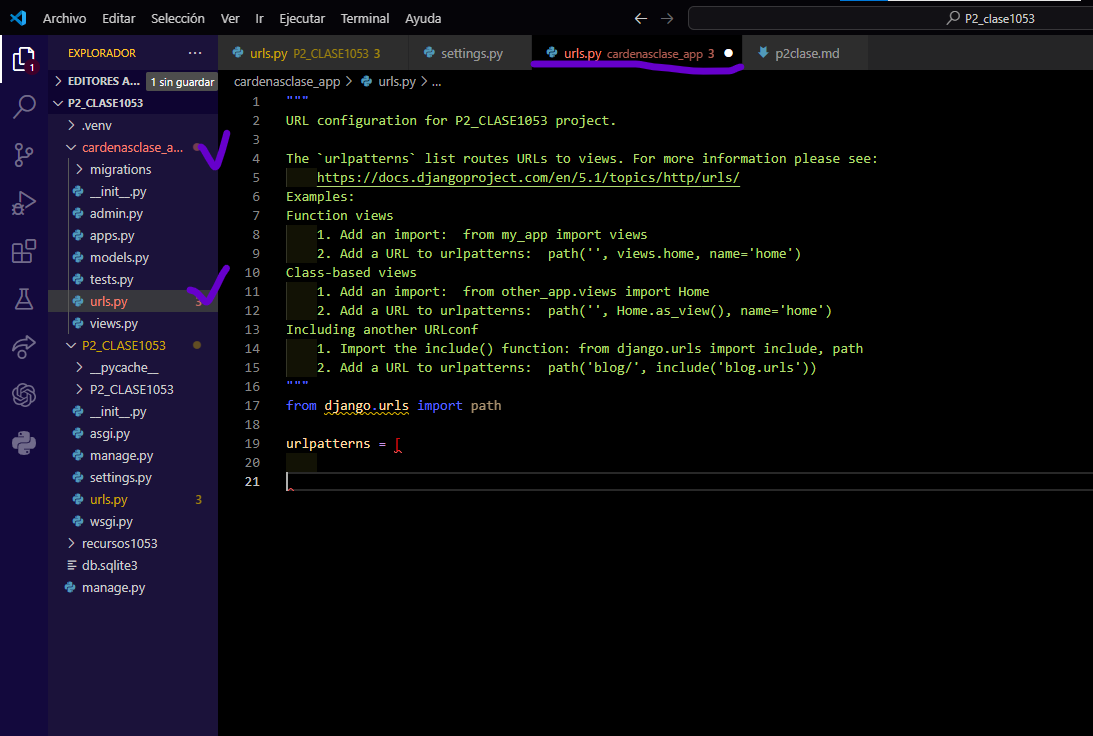 Archivo Editar Selección Ver Ir Ejecutar Terminal Ayuda
P2_clase1053
EXPLORADOR
urls.py P2_CLASE1053 3
settings.py
urls.py cardenasclase_app 3
p2clase.md
1
EDITORES A...
1 sin guardar
P2_CLASE1053
.venv
cardenasclase_a...
migrations
__init__.py
admin.py
apps.py
models.py
tests.py
urls.py 3
views.py
P2_CLASE1053
__pycache__
P2_CLASE1053
__init__.py
asgi.py
manage.py
settings.py
urls.py 3
wsgi.py
recursos1053
db.sqlite3
manage.py
cardenasclase_app > urls.py > ...
1 """
2 URL configuration for P2_CLASE1053 project.
3
4 The `urlpatterns` list routes URLs to views. For more information please see:
5 https://docs.djangoproject.com/en/5.1/topics/http/urls/
6 Examples:
7 Function views
8 1. Add an import:  from my_app import views
9 2. Add a URL to urlpatterns:  path('', views.home, name='home')
10 Class-based views
11 1. Add an import:  from other_app.views import Home
12 2. Add a URL to urlpatterns:  path('', Home.as_view(), name='home')
13 Including another URLconf
14 1. Import the include() function: from django.urls import include, path
15 2. Add a URL to urlpatterns:  path('blog/', include('blog.urls'))
16 """
17 from django.urls import path
18
19 urlpatterns = [
20
21